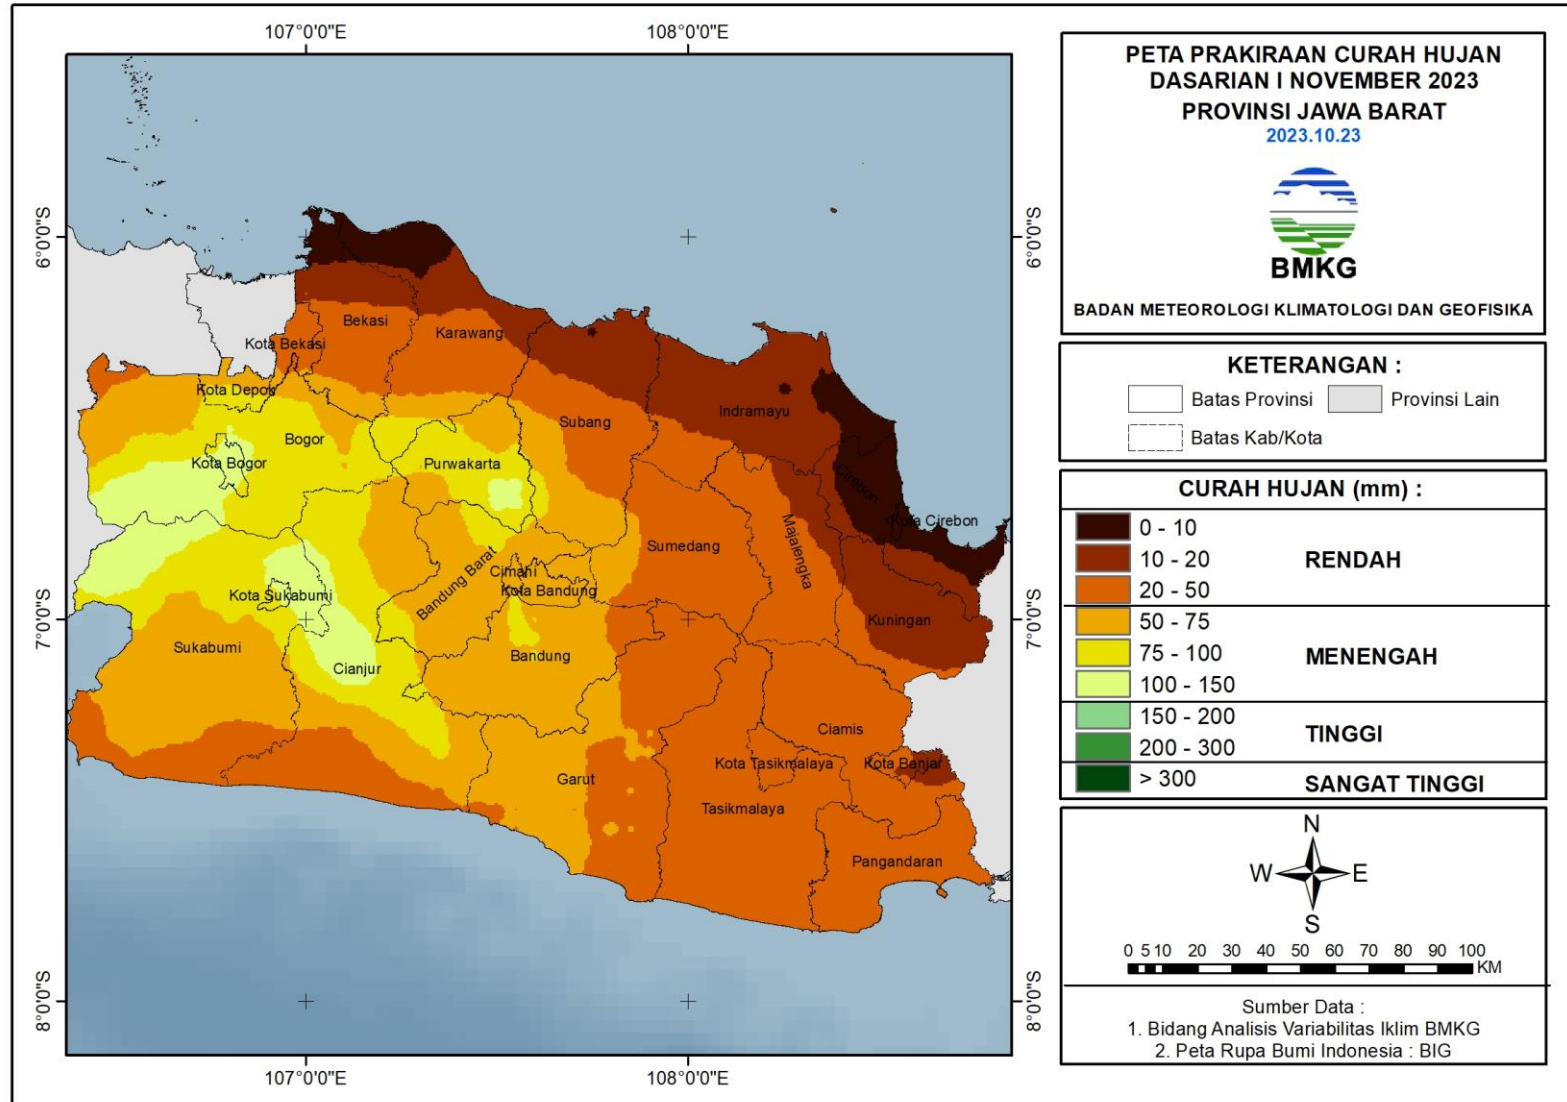 107°0'0"E
108°0'0"E
6°0'0"S
6°0'0"S
7°0'0"S
7°0'0"S
8°0'0"S
8°0'0"S
107°0'0"E
108°0'0"E
Bekasi
Karawang
Kota Bekasi
Kota Depok
Subang
Indramayu
Bogor
Kota Bogor
Purwakarta
Cirebon
Kota Cirebon
Majalengka
Sumedang
Bandung Barat
Cimahi
Kota Bandung
Kota Sukabumi
Kuningan
Sukabumi
Bandung
Cianjur
Ciamis
Kota Tasikmalaya
Kota Banjar
Garut
Tasikmalaya
Pangandaran
PETA PRAKIRAAN CURAH HUJAN
DASARIAN I NOVEMBER 2023
PROVINSI JAWA BARAT
2023.10.23
BMKG
BADAN METEOROLOGI KLIMATOLOGI DAN GEOFISIKA
KETERANGAN :
Batas Provinsi
Provinsi Lain
Batas Kab/Kota
CURAH HUJAN (mm) :
0 - 10
10 - 20
RENDAH
20 - 50
50 - 75
75 - 100
MENENGAH
100 - 150
150 - 200
TINGGI
200 - 300
> 300
SANGAT TINGGI
N
W
E
S
0 5 10 20 30 40 50 60 70 80 90 100
KM
Sumber Data :
1. Bidang Analisis Variabilitas Iklim BMKG
2. Peta Rupa Bumi Indonesia : BIG